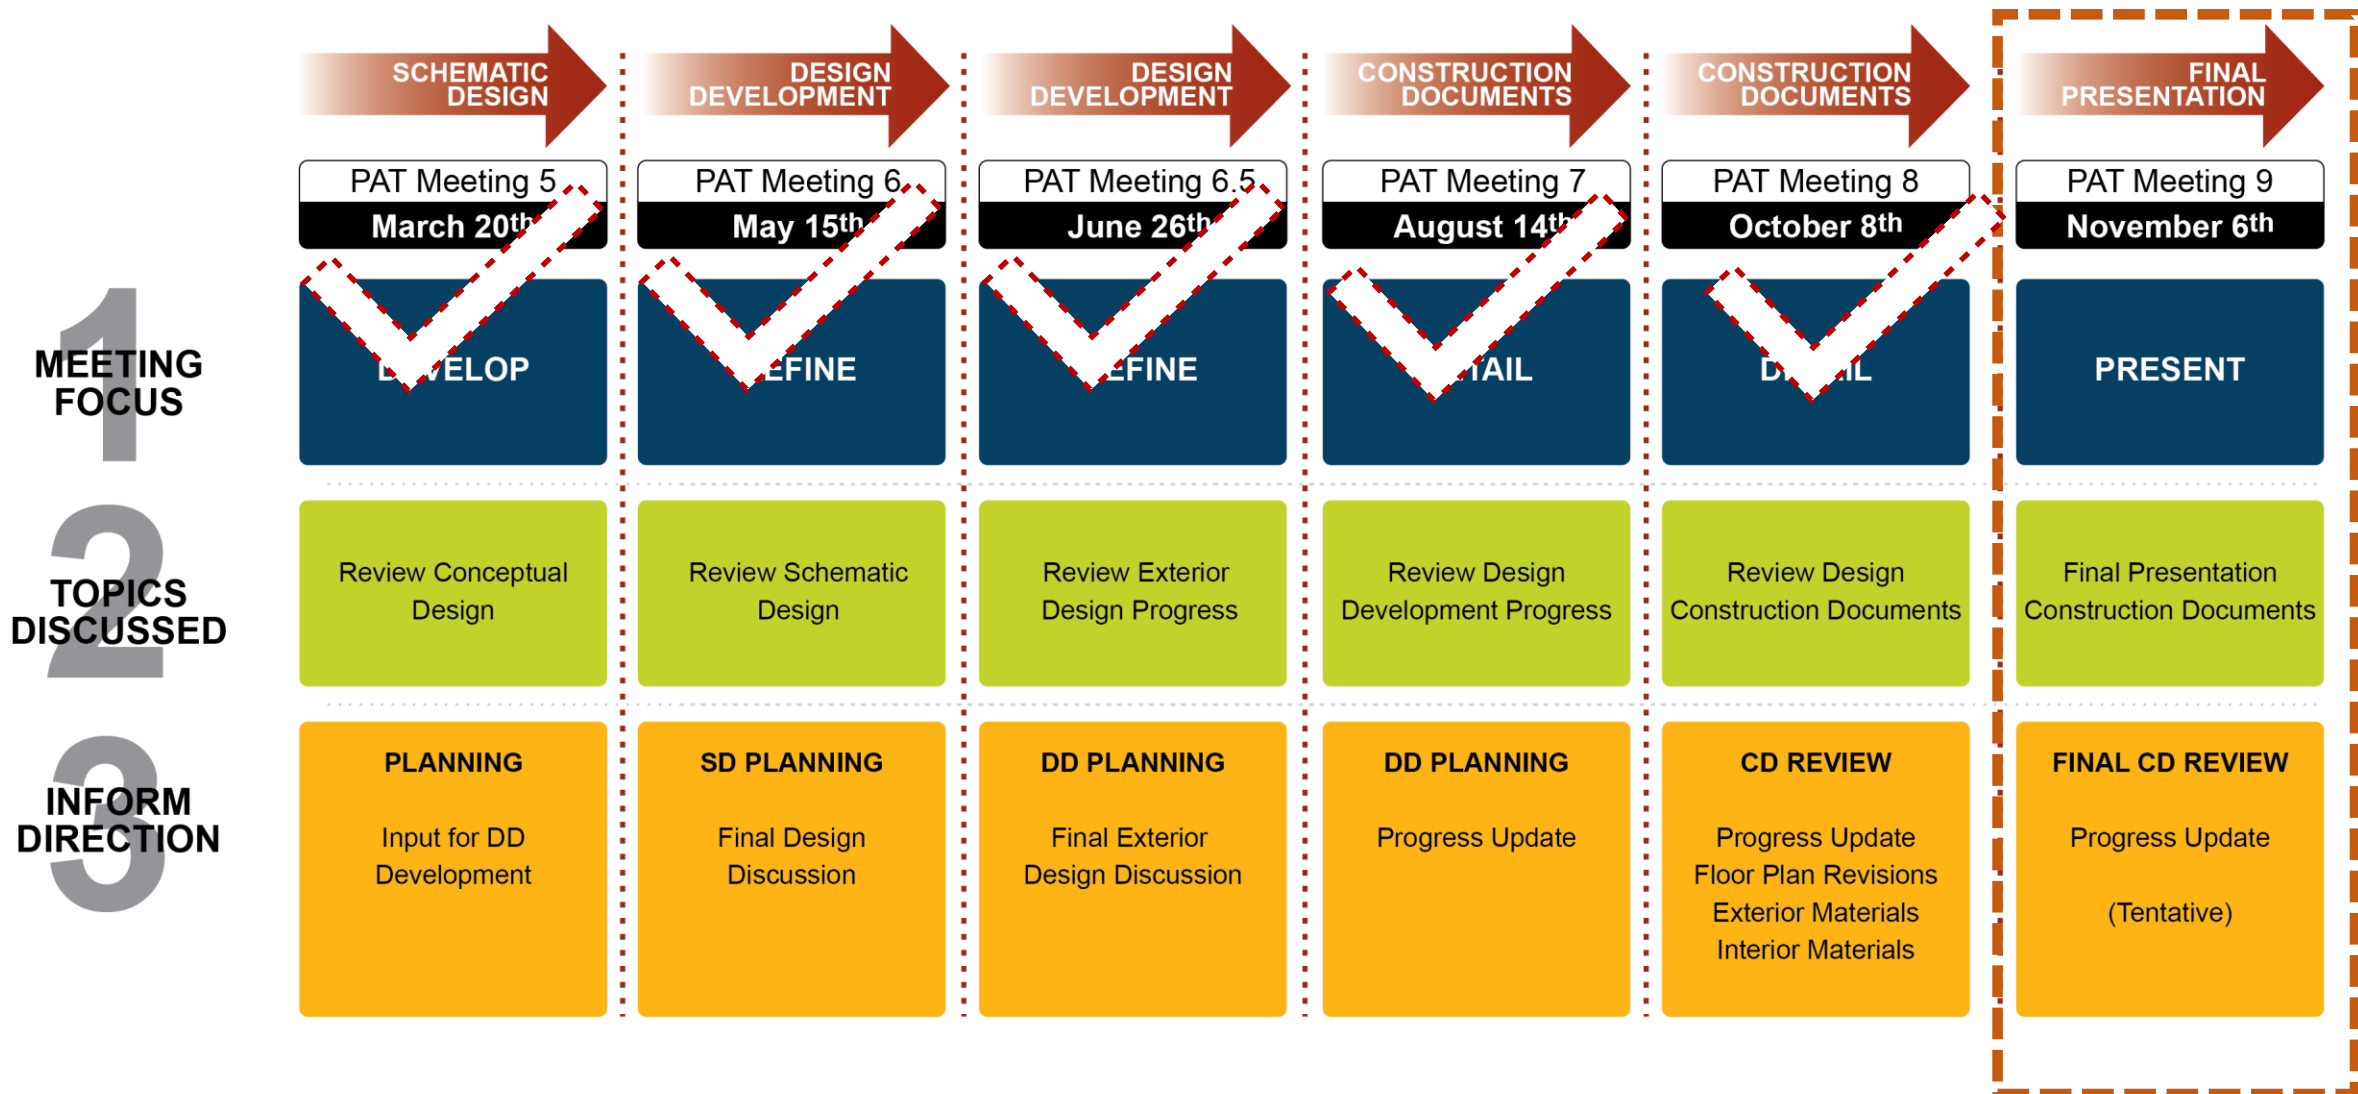 SCHEMATIC
DESIGN
DESIGN
DEVELOPMENT
DESIGN
DEVELOPMENT
CONSTRUCTION
DOCUMENTS
CONSTRUCTION
DOCUMENTS
FINAL
PRESENTATION
PAT Meeting 5
March 20th
PAT Meeting 6
May 15th
PAT Meeting 6.5
June 26th
PAT Meeting 7
August 14th
PAT Meeting 8
October 8th
PAT Meeting 9
November 6th
1
MEETING
FOCUS
PRESENT
2
TOPICS
DISCUSSED
Review Conceptual
Design
Review Schematic
Design
Review Exterior
Design Progress
Review Design
Development Progress
Review Design
Construction Documents
Final Presentation
Construction Documents
3
INFORM
DIRECTION
PLANNING
Input for DD
Development
SD PLANNING
Final Design
Discussion
DD PLANNING
Final Exterior
Design Discussion
DD PLANNING
Progress Update
CD REVIEW
Progress Update
Floor Plan Revisions
Exterior Materials
Interior Materials
FINAL CD REVIEW
Progress Update
(Tentative)